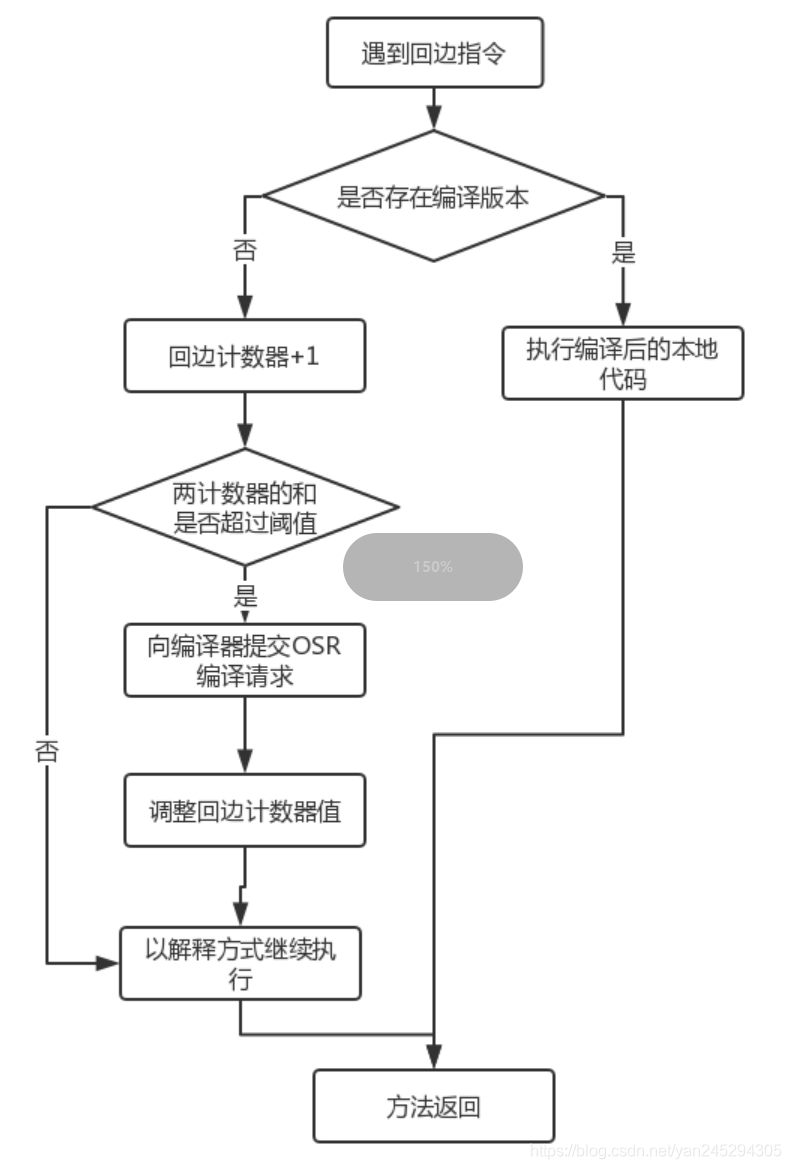 遇到回边指令
是否存在编译版本
否
是
回边计数器+1
执行编译后的本地
代码
两计数器的和
是否超过阈值
150%
是
向编译器提交OSR
编译请求
否
调整回边计数器值
以解释方式继续执
行
方法返回
https://blog.csdn.net/yan245294305